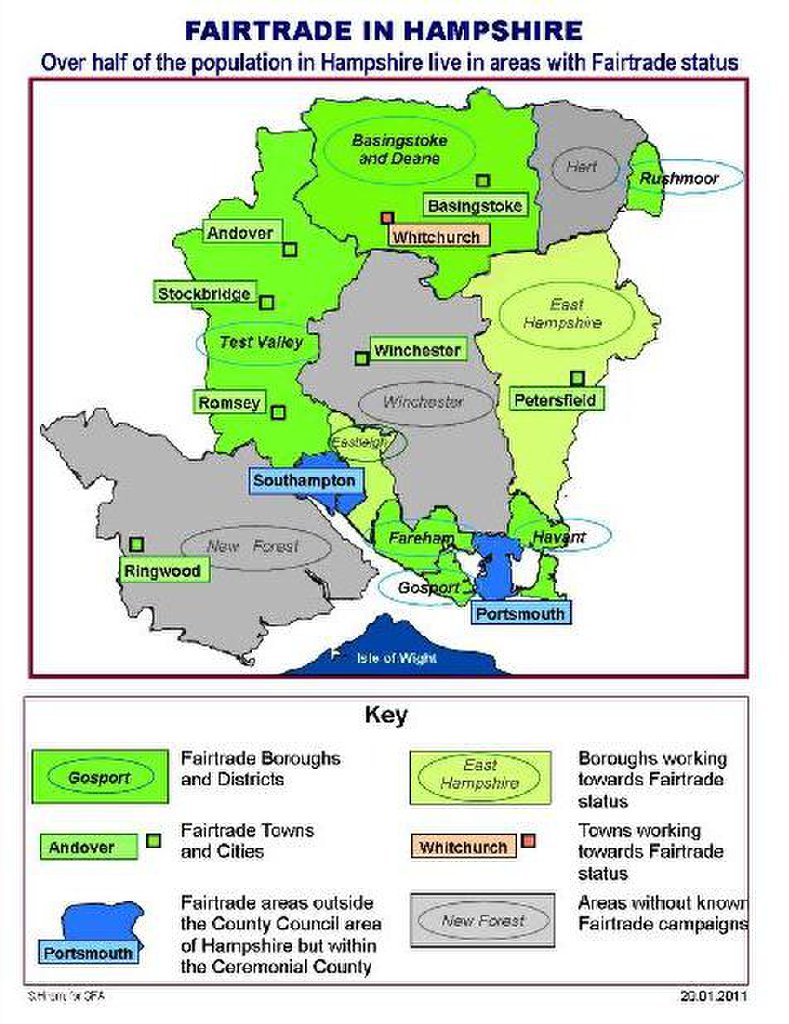 FAIRTRADE IN HAMPSHIRE
Over half of the population in Hampshire live in areas with Fairtrade status
Basingstoke
and Deane
Hart
Rushmoor
Basingstoke
Andover
Whitchurch
Stockbridge
East
Hampshire
Test Valley
Winchester
Romsey
Winchester
Petersfield
Eastleigh
Southampton
Fareham
Havant
New Forest
Ringwood
Gosport
Portsmouth
Isle of Wight
Key
Gosport
Fairtrade Boroughs
and Districts
East
Hampshire
Boroughs working
towards Fairtrade
status
Andover
Fairtrade Towns
and Cities
Whitchurch
Towns working
towards Fairtrade
status
Portsmouth
Fairtrade areas outside
the County Council area
of Hampshire but within
the Ceremonial County
New Forest
Areas without known
Fairtrade campaigns
for
20.01.2011